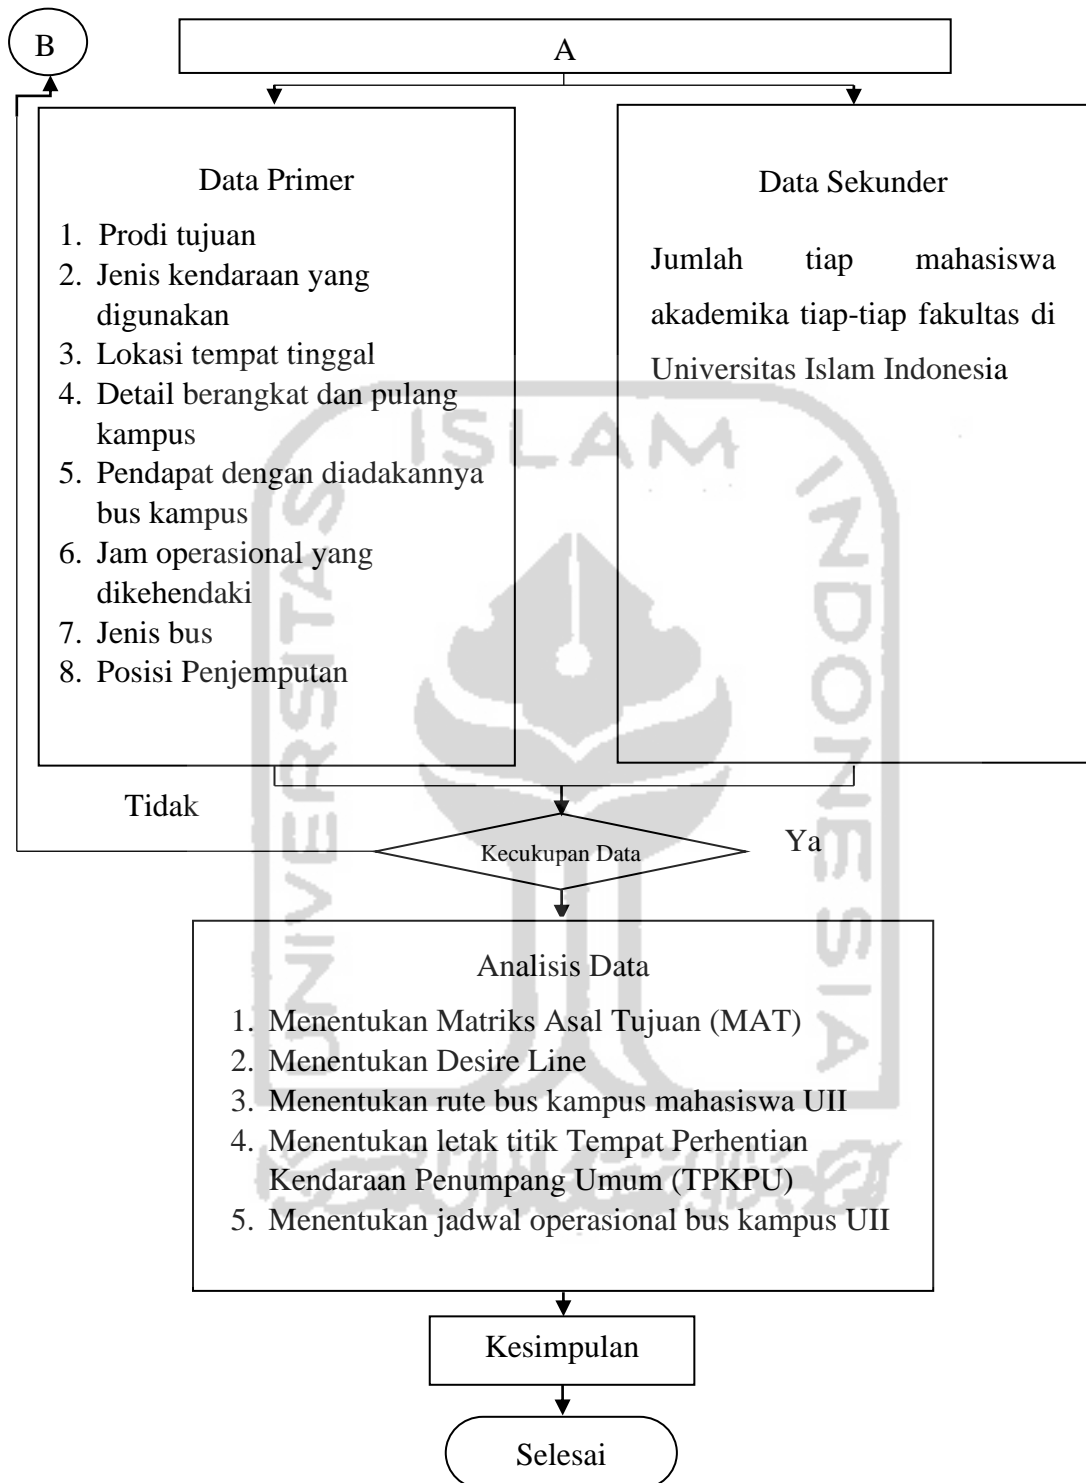 B
A
Data Primer
1. Prodi tujuan
2. Jenis kendaraan yang
digunakan
3. Lokasi tempat tinggal
4. Detail berangkat dan pulang
kampus
5. Pendapat dengan diadakannya
bus kampus
6. Jam operasional yang
dikehendaki
7. Jenis bus
8. Posisi Penjemputan
Data Sekunder
Jumlah tiap mahasiswa
akademika tiap-tiap fakultas di
Universitas Islam Indonesia
Tidak
Kecukupan Data
Ya
Analisis Data
1. Menentukan Matriks Asal Tujuan (MAT)
2. Menentukan Desire Line
3. Menentukan rute bus kampus mahasiswa UII
4. Menentukan letak titik Tempat Perhentian
Kendaraan Penumpang Umum (TPKPU)
5. Menentukan jadwal operasional bus kampus UII
Kesimpulan
Selesai
UNIVERSITAS
ISLAM
INDONESIA